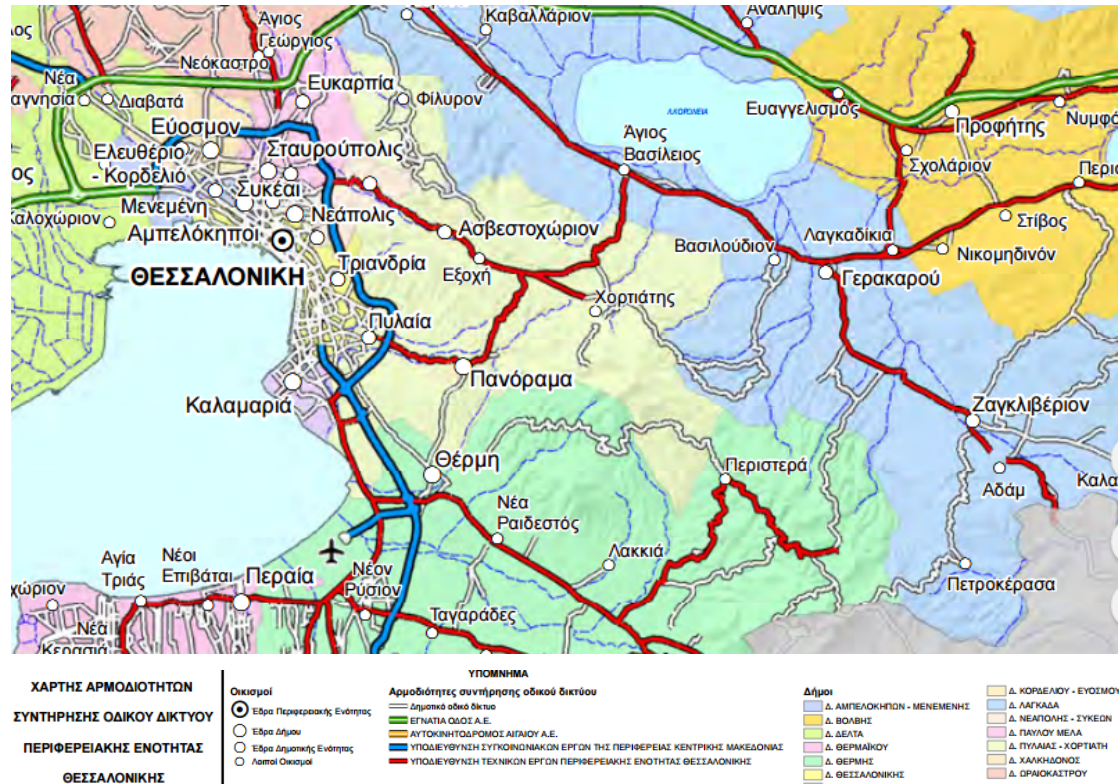 Άγιος
Γεώργιος
Καβαλλάριον
Ανάληψις
Νεόκαστρο
Νέα
Διαβατά
Ευκαρπία
Φίλυρον
Λ.ΚΟΡΩΝΕΙΑ
Ευαγγελισμός
Προφήτης
Εύοσμον
Ελευθέριο
- Κορδελιό
Σταυρούπολις
Άγιος
Βασίλειος
Σχολάριον
Συκέαι
Μενεμένη
Νεάπολις
Καλοχώριον
Αμπελόκηποι
Ασβεστοχώριον
Στίβος
Βασιλούδιον
Λαγκαδίκια
Νικομηδινόν
ΘΕΣΣΑΛΟΝΙΚΗ
Τριανδρία
Εξοχή
Γερακαρού
Χορτιάτης
Πυλαία
Πανόραμα
Καλαμαριά
Ζαγκλιβέριον
Θέρμη
Περιστερά
Αδάμ
Νέα
Ραιδεστός
Λακκιά
Αγία
Τριάς
Νέοι
Επιβάται
Περαία
Νέον
Ρύσιον
Πετροκέρασα
Ταγαράδες
Νέα
Κερασιά
ΧΑΡΤΗΣ ΑΡΜΟΔΙΟΤΗΤΩΝ
ΣΥΝΤΗΡΗΣΗΣ ΟΔΙΚΟΥ ΔΙΚΤΥΟΥ
ΠΕΡΙΦΕΡΕΙΑΚΗΣ ΕΝΟΤΗΤΑΣ
ΘΕΣΣΑΛΟΝΙΚΗΣ
ΥΠΟΜΝΗΜΑ
Οικισμοί
Έδρα Περιφερειακής Ενότητας
Έδρα Δήμου
Έδρα Δημοτικής Ενότητας
Λοιποί Οικισμοί
Αρμοδιότητες συντήρησης οδικού δικτύου
Δημοτικό οδικό δίκτυο
ΕΓΝΑΤΙΑ ΟΔΟΣ Α.Ε.
ΑΥΤΟΚΙΝΗΤΟΔΡΟΜΟΣ ΑΙΓΑΙΟΥ Α.Ε.
ΥΠΟΔΙΕΥΘΥΝΣΗ ΣΥΓΚΟΙΝΩΝΙΑΚΩΝ ΕΡΓΩΝ ΤΗΣ ΠΕΡΙΦΕΡΕΙΑΣ ΚΕΝΤΡΙΚΗΣ ΜΑΚΕΔΟΝΙΑΣ
ΥΠΟΔΙΕΥΘΥΝΣΗ ΤΕΧΝΙΚΩΝ ΕΡΓΩΝ ΠΕΡΙΦΕΡΕΙΑΚΗΣ ΕΝΟΤΗΤΑΣ ΘΕΣΣΑΛΟΝΙΚΗΣ
Δήμοι
Δ. ΑΜΠΕΛΟΚΗΠΩΝ - ΜΕΝΕΜΕΝΗΣ
Δ. ΒΟΛΒΗΣ
Δ. ΔΕΛΤΑ
Δ. ΘΕΡΜΑΪΚΟΥ
Δ. ΘΕΡΜΗΣ
Δ. ΘΕΣΣΑΛΟΝΙΚΗΣ
Δ. ΚΟΡΔΕΛΙΟΥ - ΕΥΟΣΜΟΥ
Δ. ΛΑΓΚΑΔΑ
Δ. ΝΕΑΠΟΛΗΣ - ΣΥΚΕΩΝ
Δ. ΠΑΥΛΟΥ ΜΕΛΑ
Δ. ΠΥΛΑΙΑΣ - ΧΟΡΤΙΑΤΗ
Δ. ΧΑΛΚΗΔΟΝΟΣ
Δ. ΩΡΑΙΟΚΑΣΤΡΟΥ